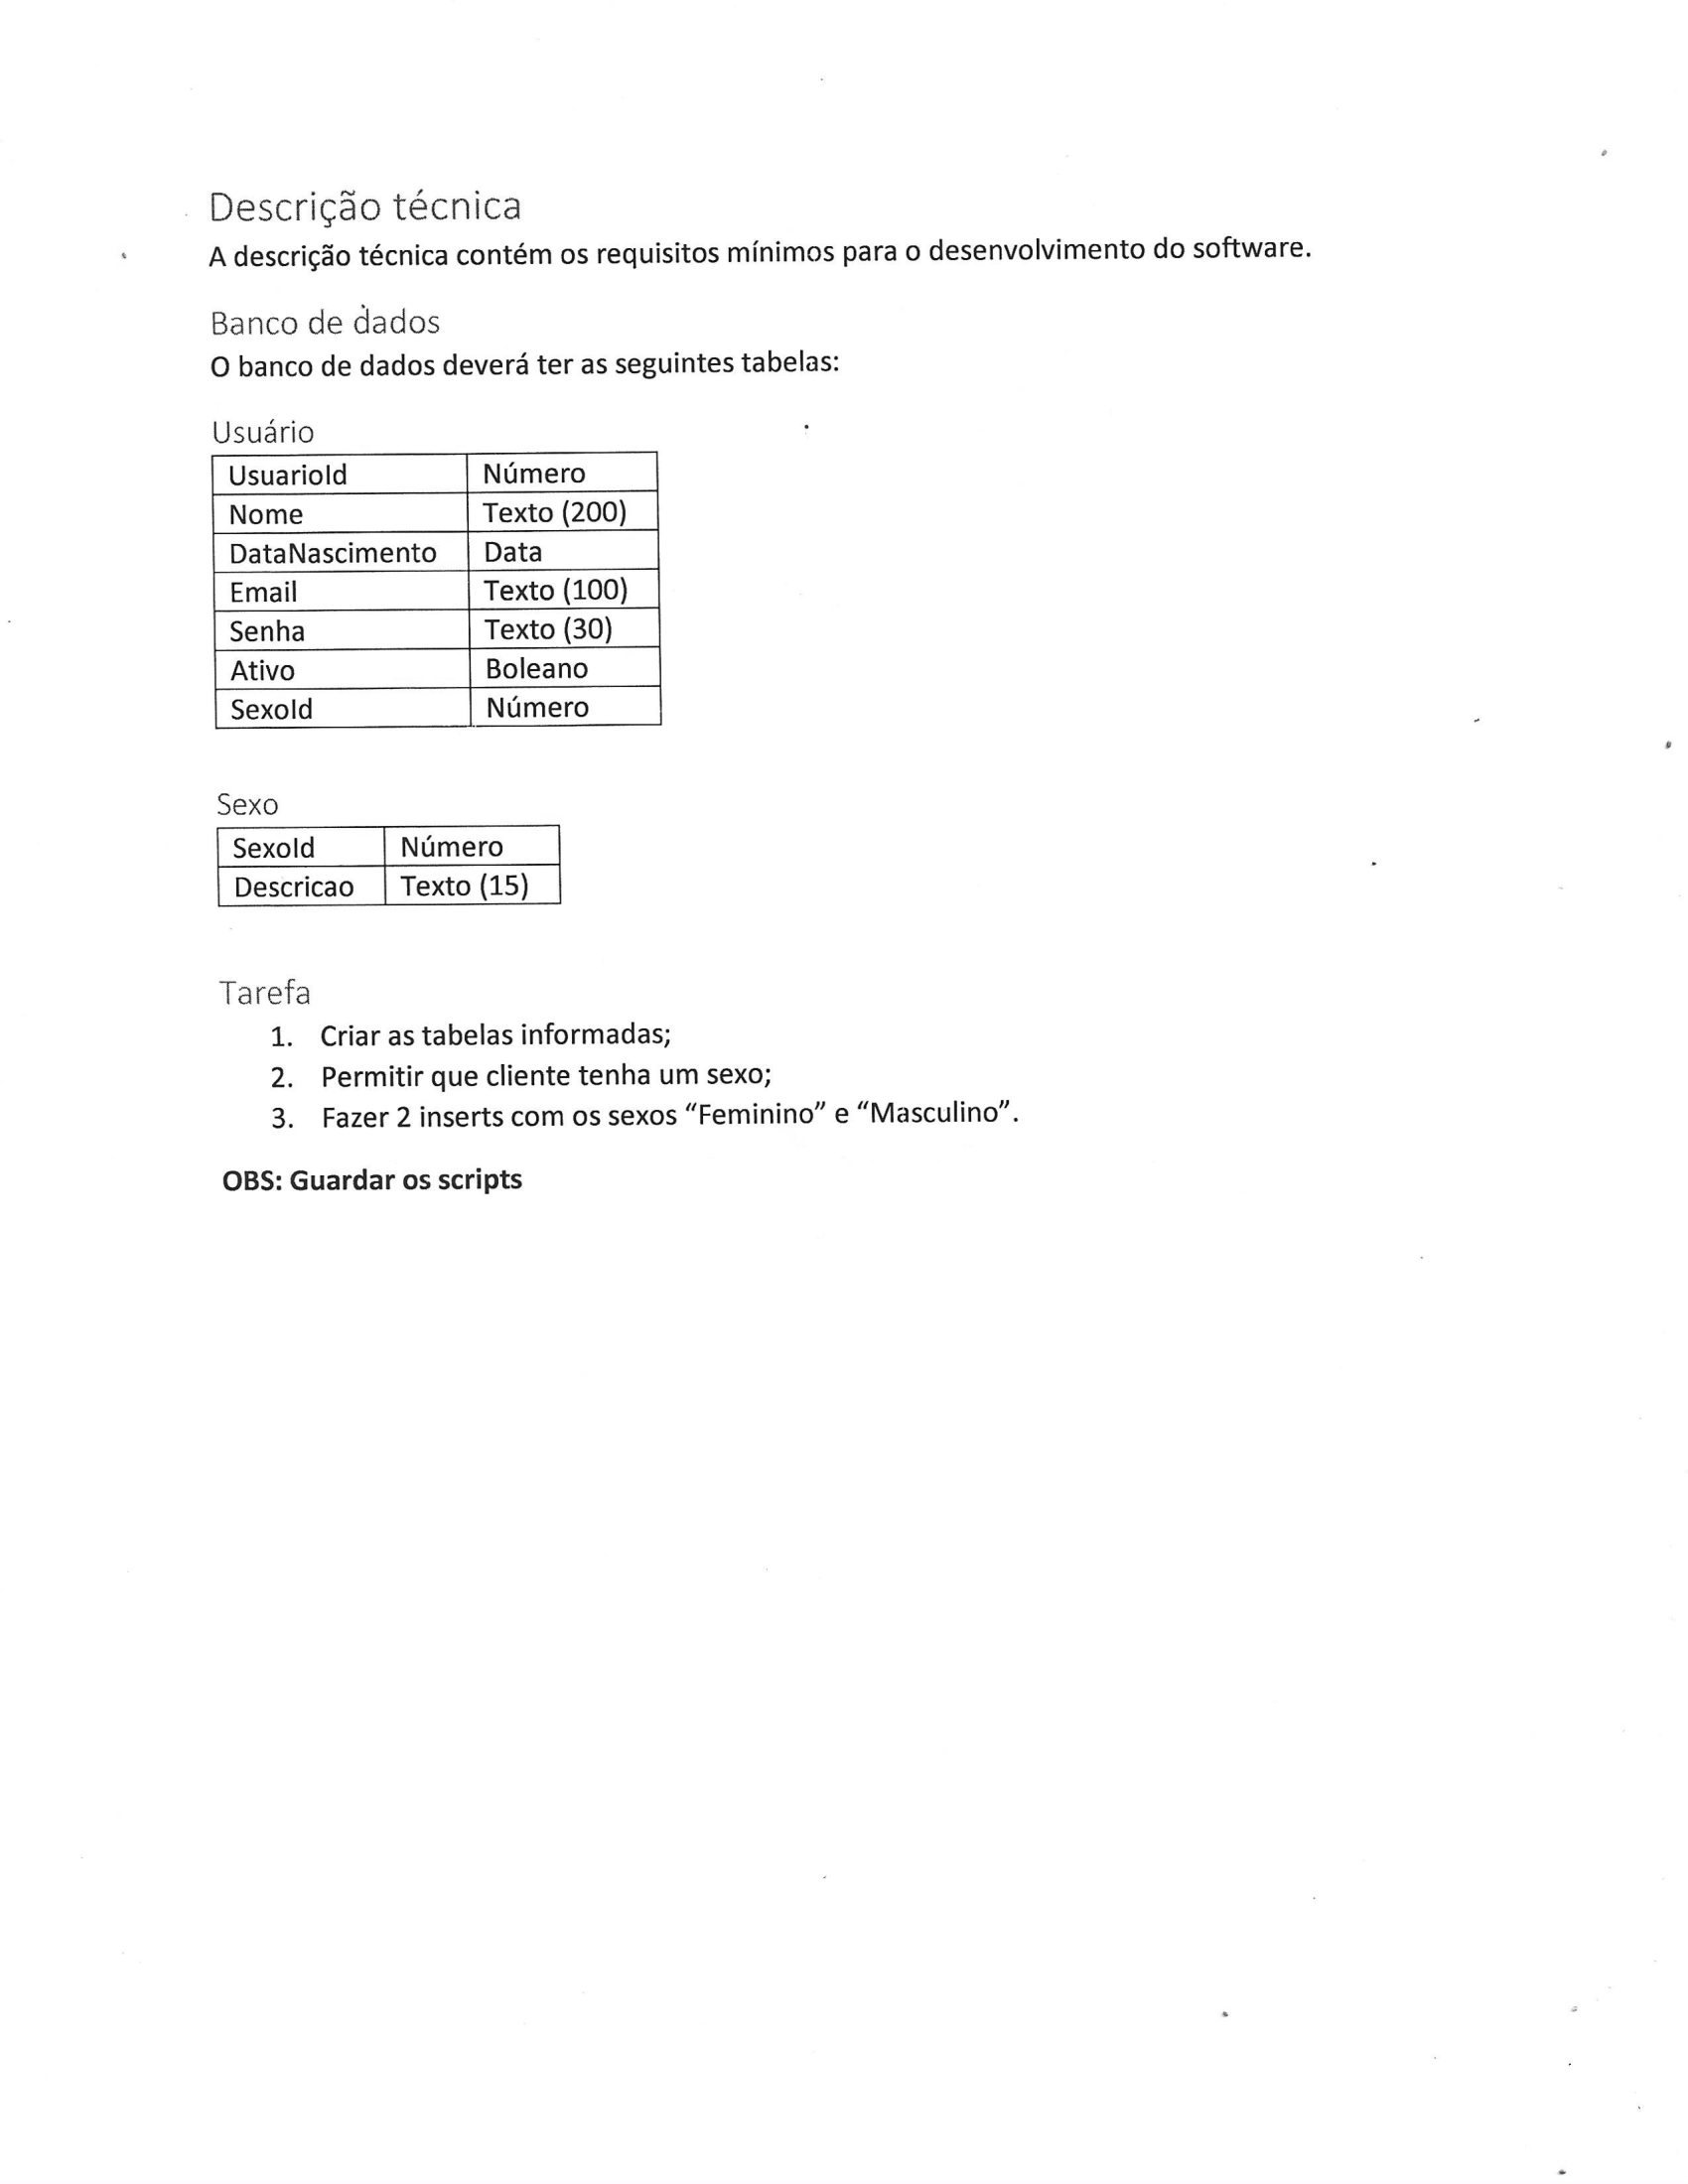 Descrição técnica
A descrição técnica contém os requisitos mínimos para o desenvolvimento do software.
Banco de dados
O banco de dados deverá ter as seguintes tabelas:
Usuário
UsuarioId Número
Nome Texto (200)
DataNascimento Data
Email Texto (100)
Senha Texto (30)
Ativo Boleano
SexoId Número
Sexo
SexoId Número
Descricao Texto (15)
Tarefa
1. Criar as tabelas informadas;
2. Permitir que cliente tenha um sexo;
3. Fazer 2 inserts com os sexos “Feminino” e “Masculino”.
OBS: Guardar os scripts